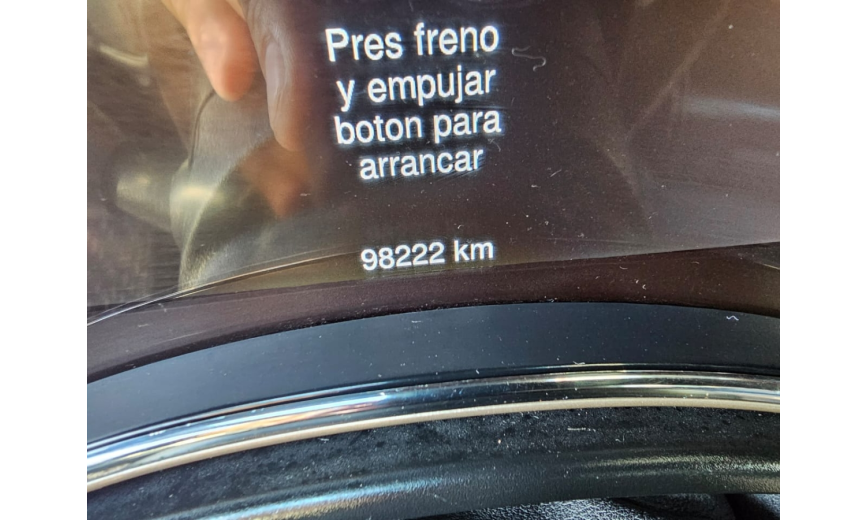 Pres freno
y empujar
boton para
arrancar
98222 km